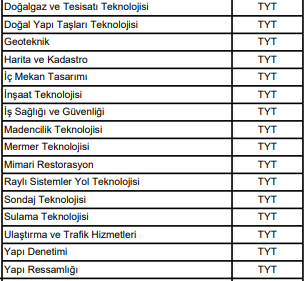 Doğalgaz ve Tesisatı Teknolojisi TYT
Doğal Yapı Taşları Teknolojisi TYT
Geoteknik TYT
Harita ve Kadastro TYT
İç Mekan Tasarımı TYT
İnşaat Teknolojisi TYT
İş Sağlığı ve Güvenliği TYT
Madencilik Teknolojisi TYT
Mermer Teknolojisi TYT
Mimari Restorasyon TYT
Raylı Sistemler Yol Teknolojisi TYT
Sondaj Teknolojisi TYT
Sulama Teknolojisi TYT
Ulaştırma ve Trafik Hizmetleri TYT
Yapı Denetimi TYT
Yapı Ressamlığı TYT